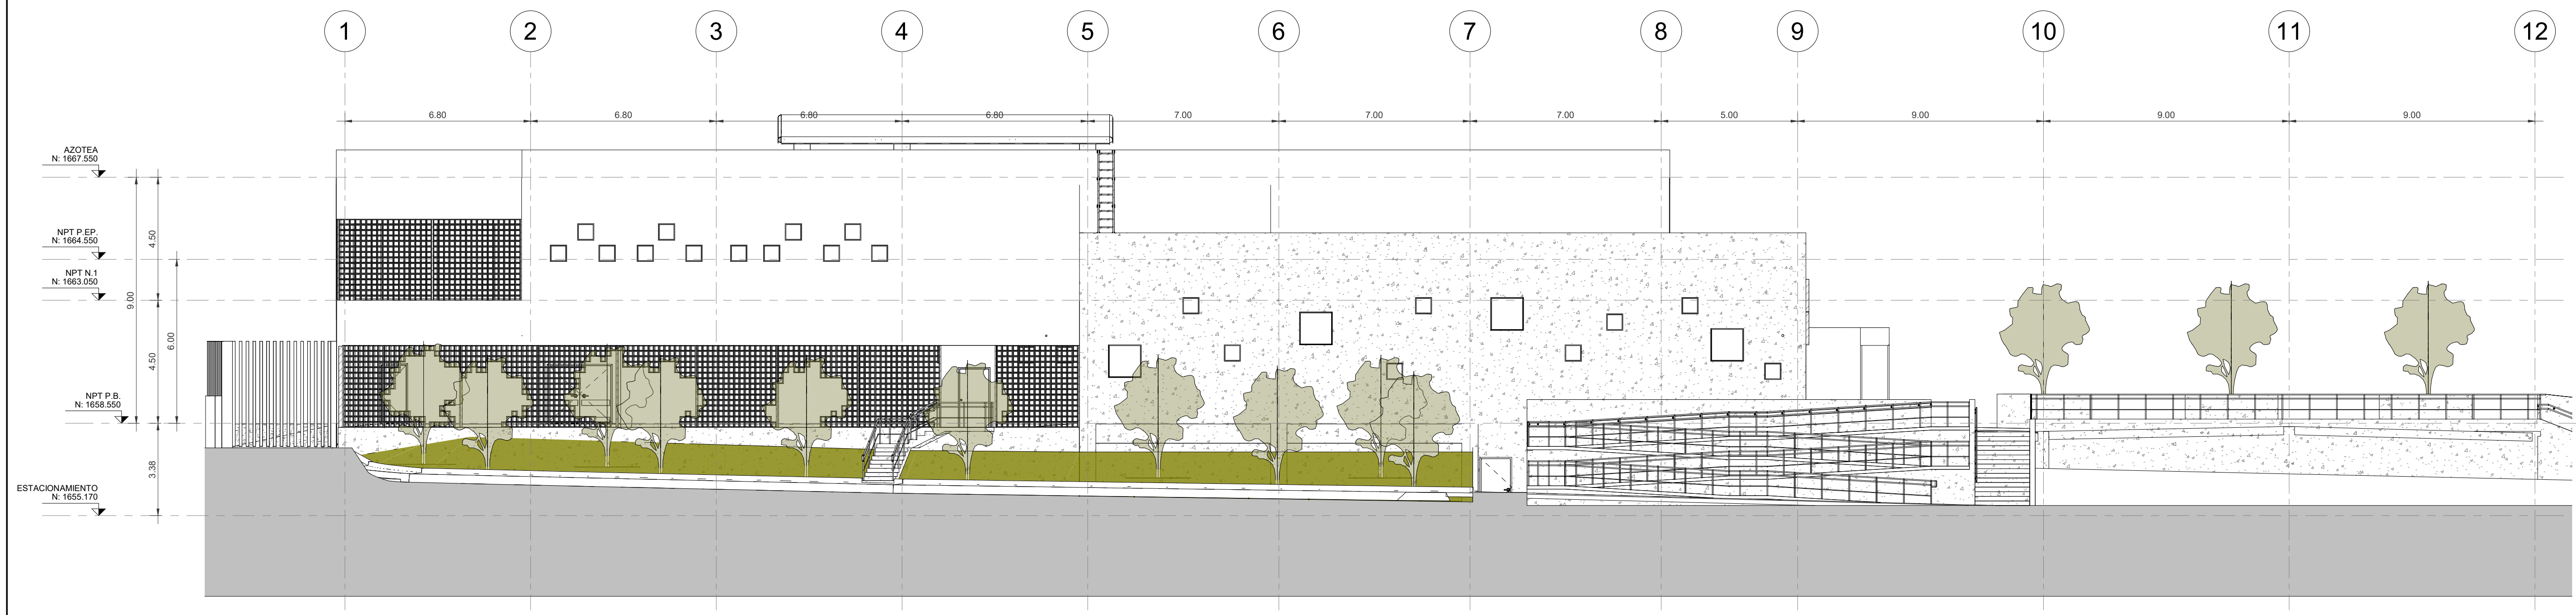 1 2 3 4 5 6 7 8 9 10 11 12
6.80 6.80 6.80 6.80 7.00 7.00 7.00 5.00 9.00 9.00 9.00
AZOTEA
N: 1667.550
NPT P.EP.
N: 1664.550
NPT N.1
N: 1663.050
NPT P.B.
N: 1658.550
ESTACIONAMIENTO
N: 1655.170
9.00
4.50
4.50
3.38
6.00